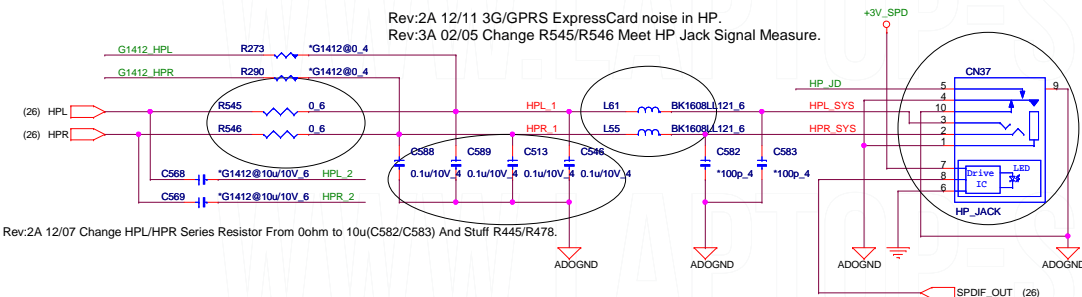 Rev:2A 12/11 3G/GPRS ExpressCard noise in HP.
Rev:3A 02/05 Change R545/R546 Meet HP Jack Signal Measure.
+3V_SPD
G1412_HPL
R273
*G1412@0_4
G1412_HPR
R290
*G1412@0_4
CN37
HP_JD
5
9
4
(26) HPL
R545
0_6
HPL_1
L61
BK1608LL121_6
HPL_SYS
10
3
(26) HPR
R546
0_6
HPR_1
L55
BK1608LL121_6
HPR_SYS
2
1
C588
C589
C513
C546
C582
C583
0.1u/10V_4
0.1u/10V_4
0.1u/10V_4
0.1u/10V_4
*100p_4
*100p_4
7
8
6
Drive
IC
LED
C568
*G1412@10u/10V_6
HPL_2
C569
*G1412@10u/10V_6
HPR_2
HP_JACK
Rev:2A 12/07 Change HPL/HPR Series Resistor From 0ohm to 10u(C582/C583) And Stuff R445/R478.
ADOGND
ADOGND
ADOGND
ADOGND
SPDIF_OUT (26)